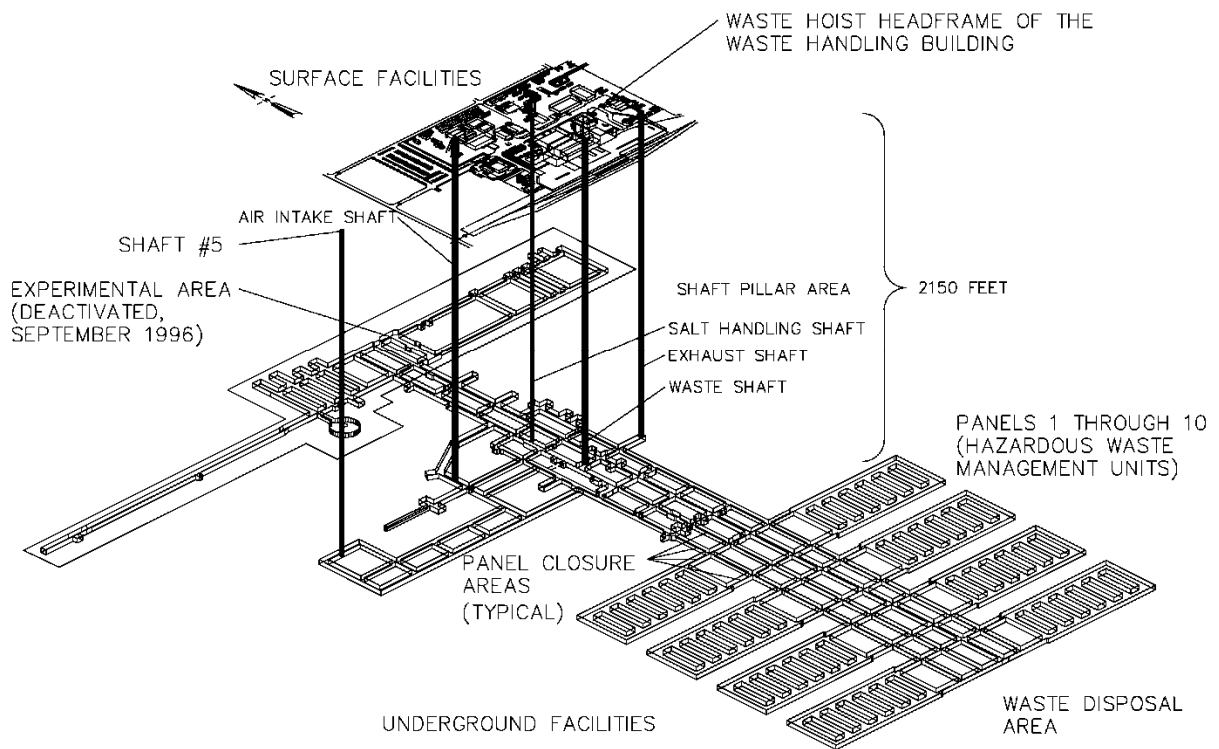 WASTE HOIST HEADFRAME OF THE
WASTE HANDLING BUILDING
SURFACE FACILITIES
AIR INTAKE SHAFT
SHAFT #5
EXPERIMENTAL AREA
(DEACTIVATED,
SEPTEMBER 1996)
SHAFT PILLAR AREA
2150 FEET
SALT HANDLING SHAFT
EXHAUST SHAFT
WASTE SHAFT
PANELS 1 THROUGH 10
(HAZARDOUS WASTE
MANAGEMENT UNITS)
PANEL CLOSURE
AREAS
(TYPICAL)
WASTE DISPOSAL
AREA
UNDERGROUND FACILITIES